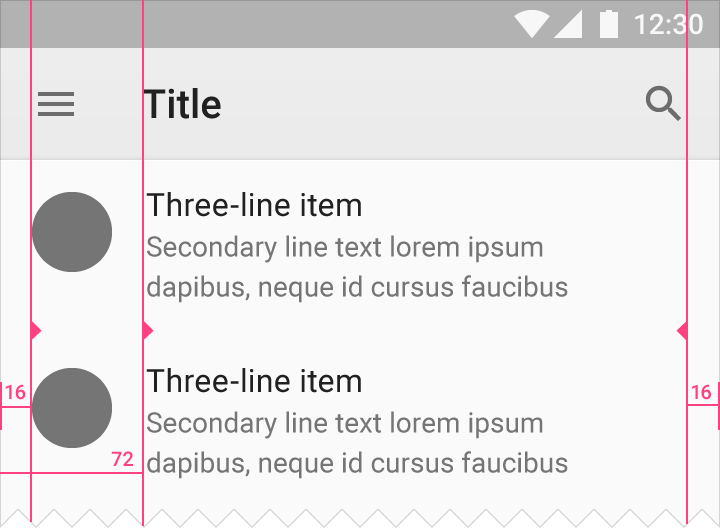 12:30
Title
Three-line item
Secondary line text lorem ipsum
dapibus, neque id cursus faucibus
Three-line item
16
16
Secondary line text lorem ipsum
72
dapibus, neque id cursus faucibus